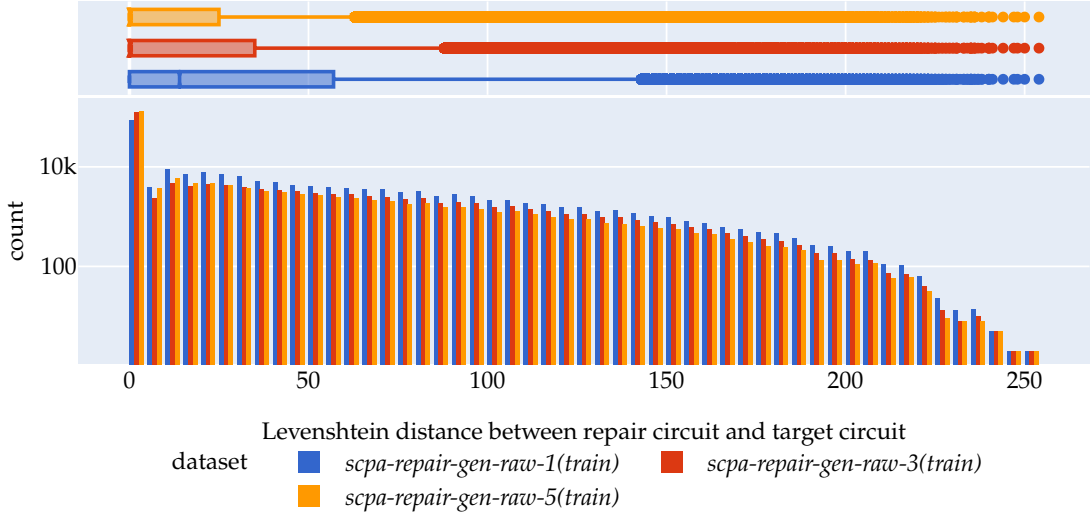 10k
100
count
0 50 100 150 200 250
Levenshtein distance between repair circuit and target circuit
dataset
scpa-repair-gen-raw-1(train) scpa-repair-gen-raw-3(train)
scpa-repair-gen-raw-5(train)